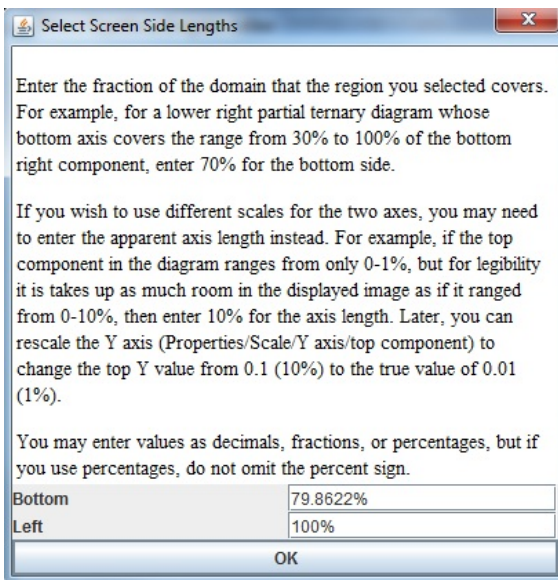 Select Screen Side Lengths
Enter the fraction of the domain that the region you selected covers.
For example, for a lower right partial ternary diagram whose
bottom axis covers the range from 30% to 100% of the bottom
right component, enter 70% for the bottom side.
If you wish to use different scales for the two axes, you may need
to enter the apparent axis length instead. For example, if the top
component in the diagram ranges from only 0-1%, but for legibility
it is takes up as much room in the displayed image as if it ranged
from 0-10%, then enter 10% for the axis length. Later, you can
rescale the Y axis (Properties/Scale/Y axis/top component) to
change the top Y value from 0.1 (10%) to the true value of 0.01
(1%).
You may enter values as decimals, fractions, or percentages, but if
you use percentages, do not omit the percent sign.
Bottom 79.8622%
Left 100%
OK